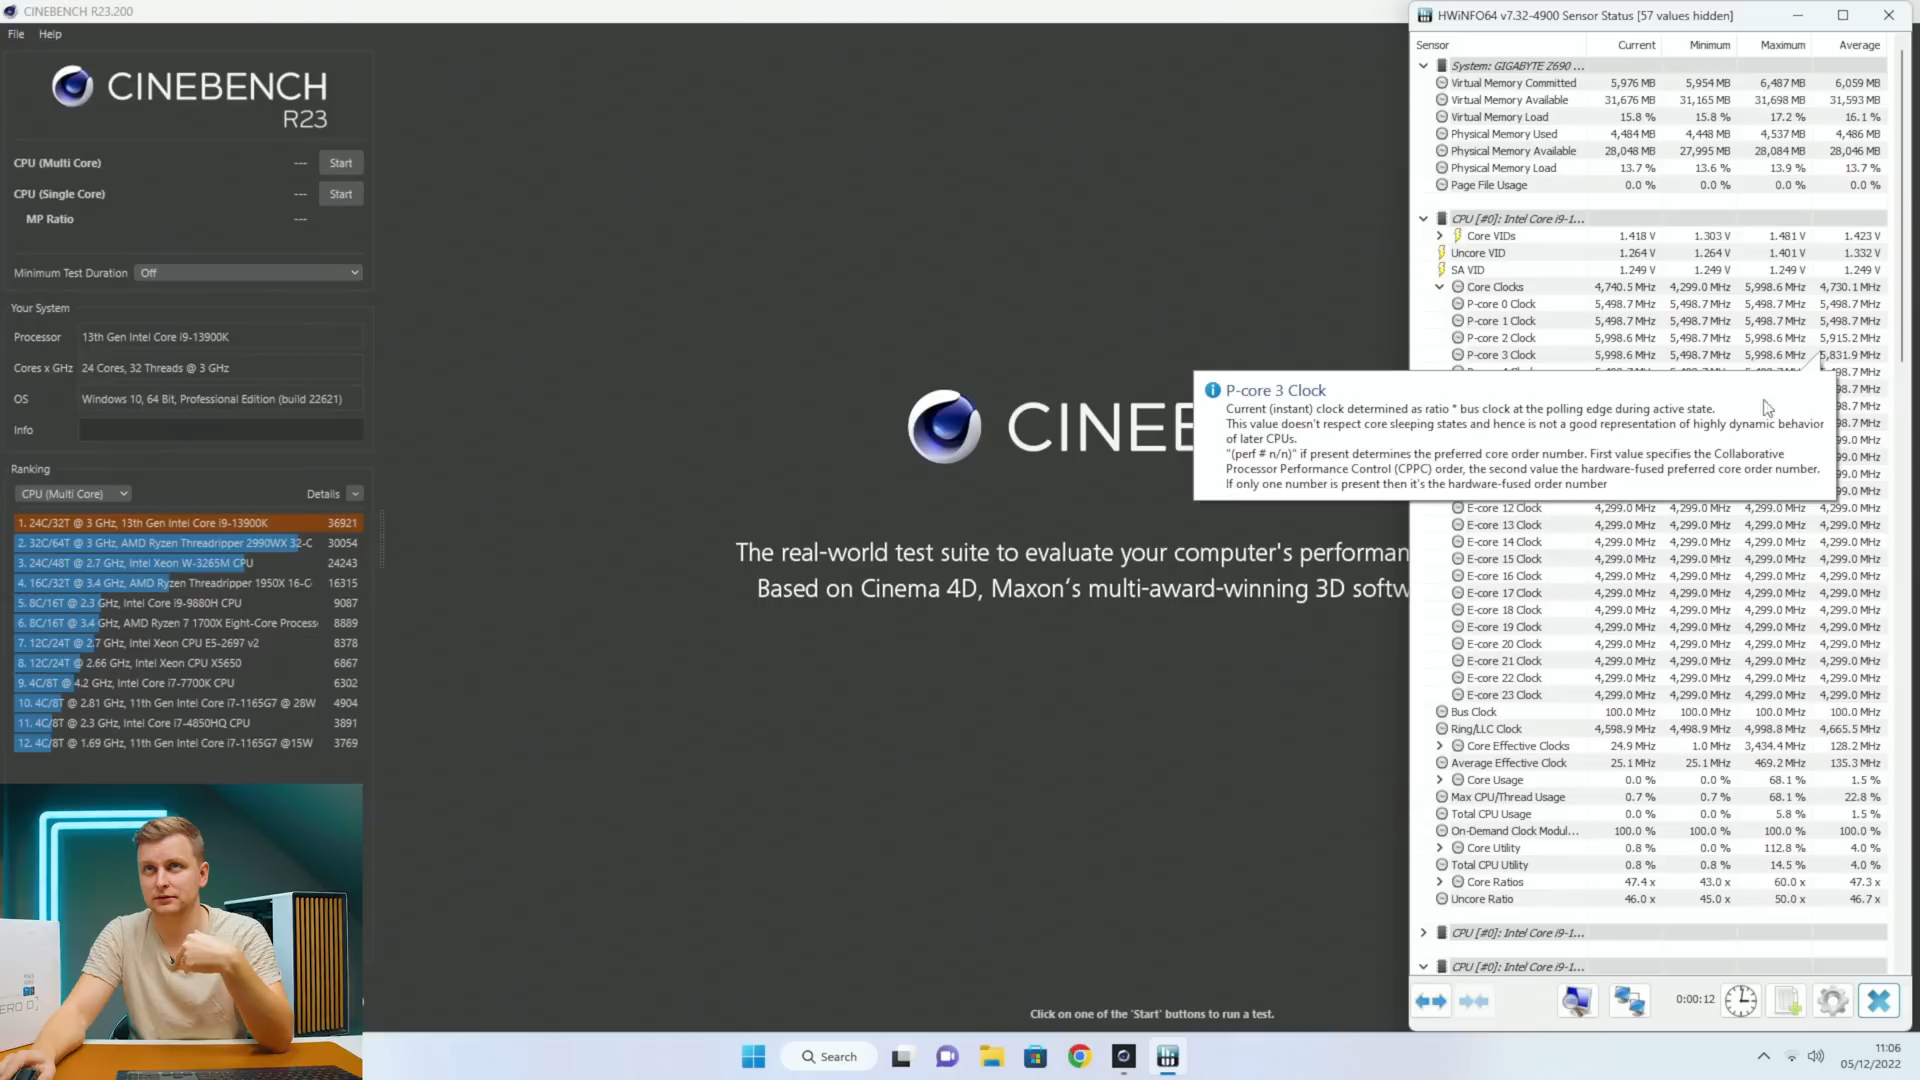 CINEBENCH R23.200
File Help
CINEBENCH
R23
CPU (Multi Core) --- Start
CPU (Single Core) --- Start
MP Ratio ---
Minimum Test Duration Off
Your System
Processor 13th Gen Intel Core i9-13900K
Cores x GHz 24 Cores, 32 Threads @ 3 GHz
OS Windows 10, 64 Bit, Professional Edition (build 22621)
Info
Ranking
CPU (Multi Core) Details
1. 24C/32T @ 3 GHz, 13th Gen Intel Core i9-13900K 36921
2. 32C/64T @ 3 GHz, AMD Ryzen Threadripper 2990WX 32-C 30054
3. 24C/48T @ 2.7 GHz, Intel Xeon W-3265M CPU 24243
4. 16C/32T @ 3.4 GHz, AMD Ryzen Threadripper 1950X 16-C 16315
5. 8C/16T @ 2.3 GHz, Intel Core i9-9880H CPU 9087
6. 8C/16T @ 3.4 GHz, AMD Ryzen 7 1700X Eight-Core Process 8889
7. 12C/24T @ 2.7 GHz, Intel Xeon CPU E5-2697 v2 8378
8. 12C/24T @ 2.66 GHz, Intel Xeon CPU X5650 6867
9. 4C/8T @ 4.2 GHz, Intel Core i7-7700K CPU 6302
10. 4C/8T @ 2.81 GHz, 11th Gen Intel Core i7-1165G7 @ 28W 4904
11. 4C/8T @ 2.3 GHz, Intel Core i7-4850HQ CPU 3891
12. 4C/8T @ 1.69 GHz, 11th Gen Intel Core i7-1165G7 @15W 3769
CINEE
The real-world test suite to evaluate your computer's performan
Based on Cinema 4D, Maxon's multi-award-winning 3D softw
Click on one of the 'Start' buttons to run a test.
HWiNFO64 v7.32-4900 Sensor Status [57 values hidden]
Sensor Current Minimum Maximum Average
System: GIGABYTE Z690 ...
Virtual Memory Committed 5,976 MB 5,954 MB 6,487 MB 6,059 MB
Virtual Memory Available 31,676 MB 31,165 MB 31,698 MB 31,593 MB
Virtual Memory Load 15.8 % 15.8 % 17.2 % 16.1 %
Physical Memory Used 4,484 MB 4,448 MB 4,537 MB 4,486 MB
Physical Memory Available 28,048 MB 27,995 MB 28,084 MB 28,046 MB
Physical Memory Load 13.7 % 13.6 % 13.9 % 13.7 %
Page File Usage 0.0 % 0.0 % 0.0 % 0.0 %
CPU [#0]: Intel Core i9-1...
Core VIDs 1.418 V 1.303 V 1.481 V 1.423 V
Uncore VID 1.264 V 1.264 V 1.401 V 1.332 V
SA VID 1.249 V 1.249 V 1.249 V 1.249 V
Core Clocks 4,740.5 MHz 4,299.0 MHz 5,998.6 MHz 4,730.1 MHz
P-core 0 Clock 5,498.7 MHz 5,498.7 MHz 5,498.7 MHz 5,498.7 MHz
P-core 1 Clock 5,498.7 MHz 5,498.7 MHz 5,498.7 MHz 5,498.7 MHz
P-core 2 Clock 5,998.6 MHz 5,498.7 MHz 5,998.6 MHz 5,915.2 MHz
P-core 3 Clock 5,998.6 MHz 5,498.7 MHz 5,998.6 MHz 5,831.9 MHz
98.7 MHz
98.7 MHz
98.7 MHz
98.7 MHz
99.0 MHz
99.0 MHz
99.0 MHz
99.0 MHz
P-core 3 Clock
Current (instant) clock determined as ratio * bus clock at the polling edge during active state.
This value doesn't respect core sleeping states and hence is not a good representation of highly dynamic behavior
of later CPUs.
"(perf # n/n)" if present determines the preferred core order number. First value specifies the Collaborative
Processor Performance Control (CPPC) order, the second value the hardware-fused preferred core order number.
If only one number is present then it's the hardware-fused order number
E-core 12 Clock 4,299.0 MHz 4,299.0 MHz 4,299.0 MHz 4,299.0 MHz
E-core 13 Clock 4,299.0 MHz 4,299.0 MHz 4,299.0 MHz 4,299.0 MHz
E-core 14 Clock 4,299.0 MHz 4,299.0 MHz 4,299.0 MHz 4,299.0 MHz
E-core 15 Clock 4,299.0 MHz 4,299.0 MHz 4,299.0 MHz 4,299.0 MHz
E-core 16 Clock 4,299.0 MHz 4,299.0 MHz 4,299.0 MHz 4,299.0 MHz
E-core 17 Clock 4,299.0 MHz 4,299.0 MHz 4,299.0 MHz 4,299.0 MHz
E-core 18 Clock 4,299.0 MHz 4,299.0 MHz 4,299.0 MHz 4,299.0 MHz
E-core 19 Clock 4,299.0 MHz 4,299.0 MHz 4,299.0 MHz 4,299.0 MHz
E-core 20 Clock 4,299.0 MHz 4,299.0 MHz 4,299.0 MHz 4,299.0 MHz
E-core 21 Clock 4,299.0 MHz 4,299.0 MHz 4,299.0 MHz 4,299.0 MHz
E-core 22 Clock 4,299.0 MHz 4,299.0 MHz 4,299.0 MHz 4,299.0 MHz
E-core 23 Clock 4,299.0 MHz 4,299.0 MHz 4,299.0 MHz 4,299.0 MHz
Bus Clock 100.0 MHz 100.0 MHz 100.0 MHz 100.0 MHz
Ring/LLC Clock 4,598.9 MHz 4,498.9 MHz 4,998.8 MHz 4,665.5 MHz
Core Effective Clocks 24.9 MHz 1.0 MHz 3,434.4 MHz 128.2 MHz
Average Effective Clock 25.1 MHz 25.1 MHz 469.2 MHz 135.3 MHz
Core Usage 0.0 % 0.0 % 68.1 % 1.5 %
Max CPU/Thread Usage 0.7 % 0.7 % 68.1 % 22.8 %
Total CPU Usage 0.0 % 0.0 % 5.8 % 1.5 %
On-Demand Clock Modul... 100.0 % 100.0 % 100.0 % 100.0 %
Core Utility 0.8 % 0.0 % 112.8 % 4.0 %
Total CPU Utility 0.8 % 0.8 % 14.5 % 4.0 %
Core Ratios 47.4 x 43.0 x 60.0 x 47.3 x
Uncore Ratio 46.0 x 45.0 x 50.0 x 46.7 x
CPU [#0]: Intel Core i9-1...
CPU [#0]: Intel Core i9-1...
0:00:12
Search
11:06
05/12/2022